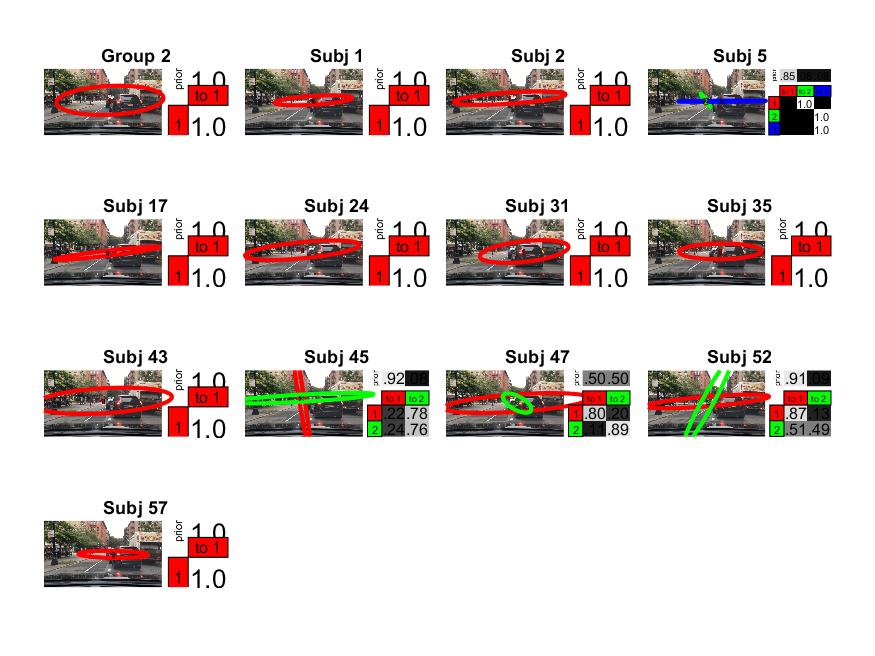 Group 2
prior 1.0
to 1
1 1.0
Subj 1
prior 1.0
to 1
1 1.0
Subj 2
prior 1.0
to 1
1 1.0
Subj 5
prior .85
to 1 to 2
1 1.0
2 1.0
1.0
Subj 17
prior 1.0
to 1
1 1.0
Subj 24
prior 1.0
to 1
1 1.0
Subj 31
prior 1.0
to 1
1 1.0
Subj 35
prior 1.0
to 1
1 1.0
Subj 43
prior 1.0
to 1
1 1.0
Subj 45
prior .92 .08
to 1 to 2
1 .22 .78
2 .24 .76
Subj 47
prior .50 .50
to 1 to 2
1 .80 .20
2 .11 .89
Subj 52
prior .91 .09
to 1 to 2
1 .87 .13
2 .51 .49
Subj 57
prior 1.0
to 1
1 1.0